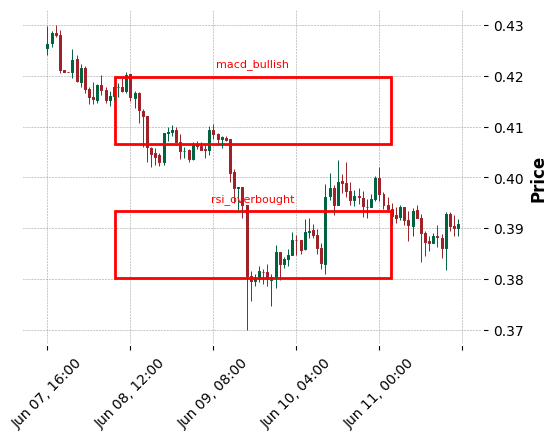 0.43
macd_bullish
0.42
0.41
0.40
rsi_overbought
0.39
0.38
0.37
Price
Jun 07, 16:00
Jun 08, 12:00
Jun 09, 08:00
Jun 10, 04:00
Jun 11, 00:00